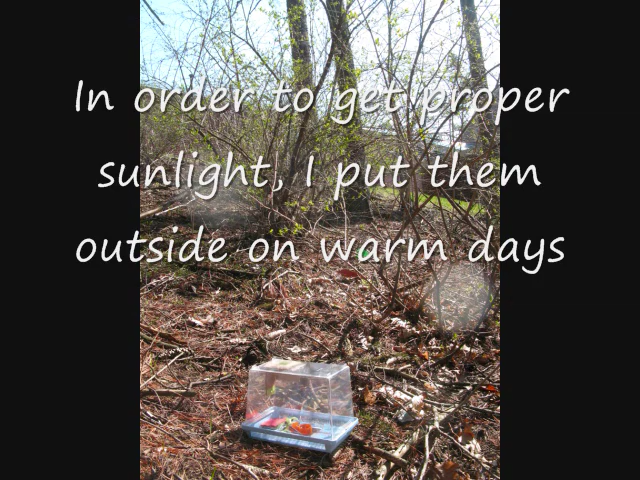 In order to get proper
sunlight, I put them
outside on warm days